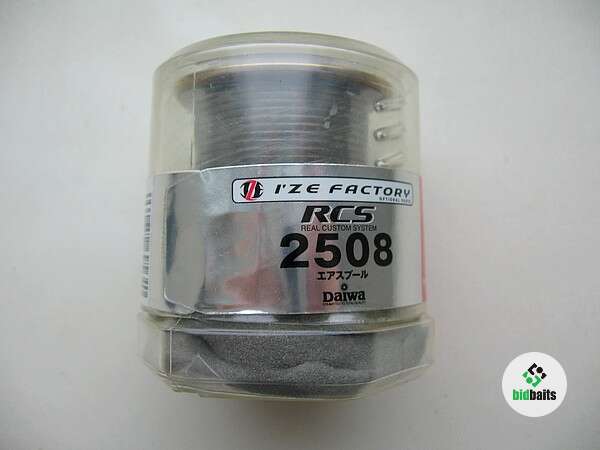 I'ZE FACTORY
OPTIONAL PARTS
RCS
REAL CUSTOM SYSTEM
2508
エアスプール
Daiwa
bidbaits